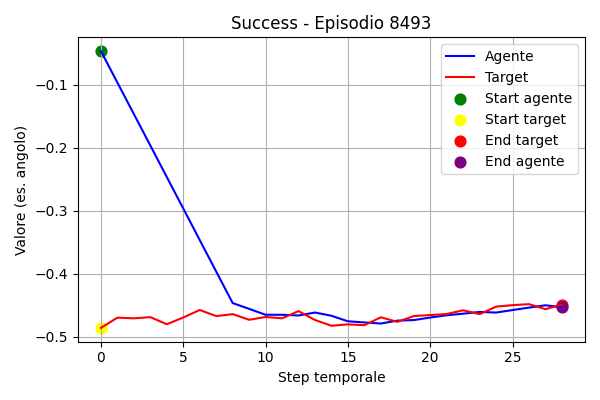 Success - Episodio 8493
Valore (es. angolo)
−0.1
−0.2
−0.3
−0.4
−0.5
Agente
Target
Start agente
Start target
End target
End agente
0 5 10 15 20 25
Step temporale